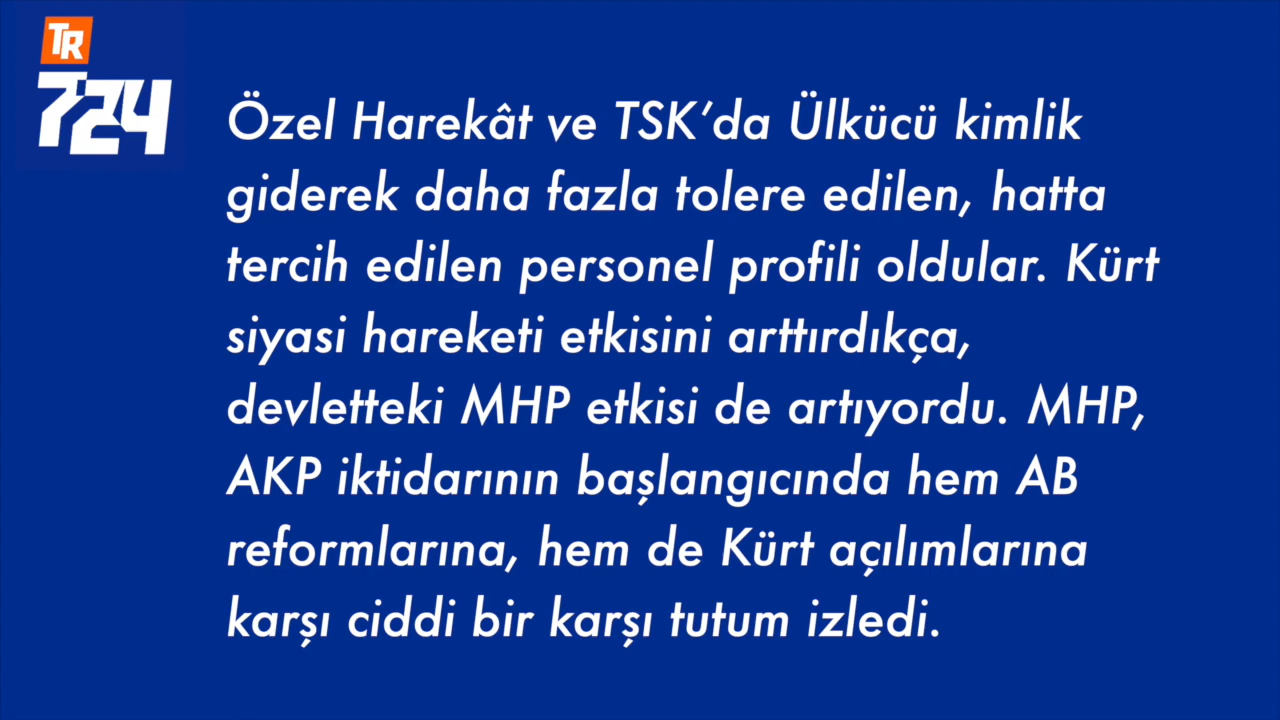 TR
724
Özel Harekât ve TSK'da Ülkücü kimlik
giderek daha fazla tolere edilen, hatta
tercih edilen personel profili oldular. Kürt
siyasi hareketi etkisini arttırdıkça,
devletteki MHP etkisi de artıyordu. MHP,
AKP iktidarının başlangıcında hem AB
reformlarına, hem de Kürt açılımlarına
karşı ciddi bir karşı tutum izledi.